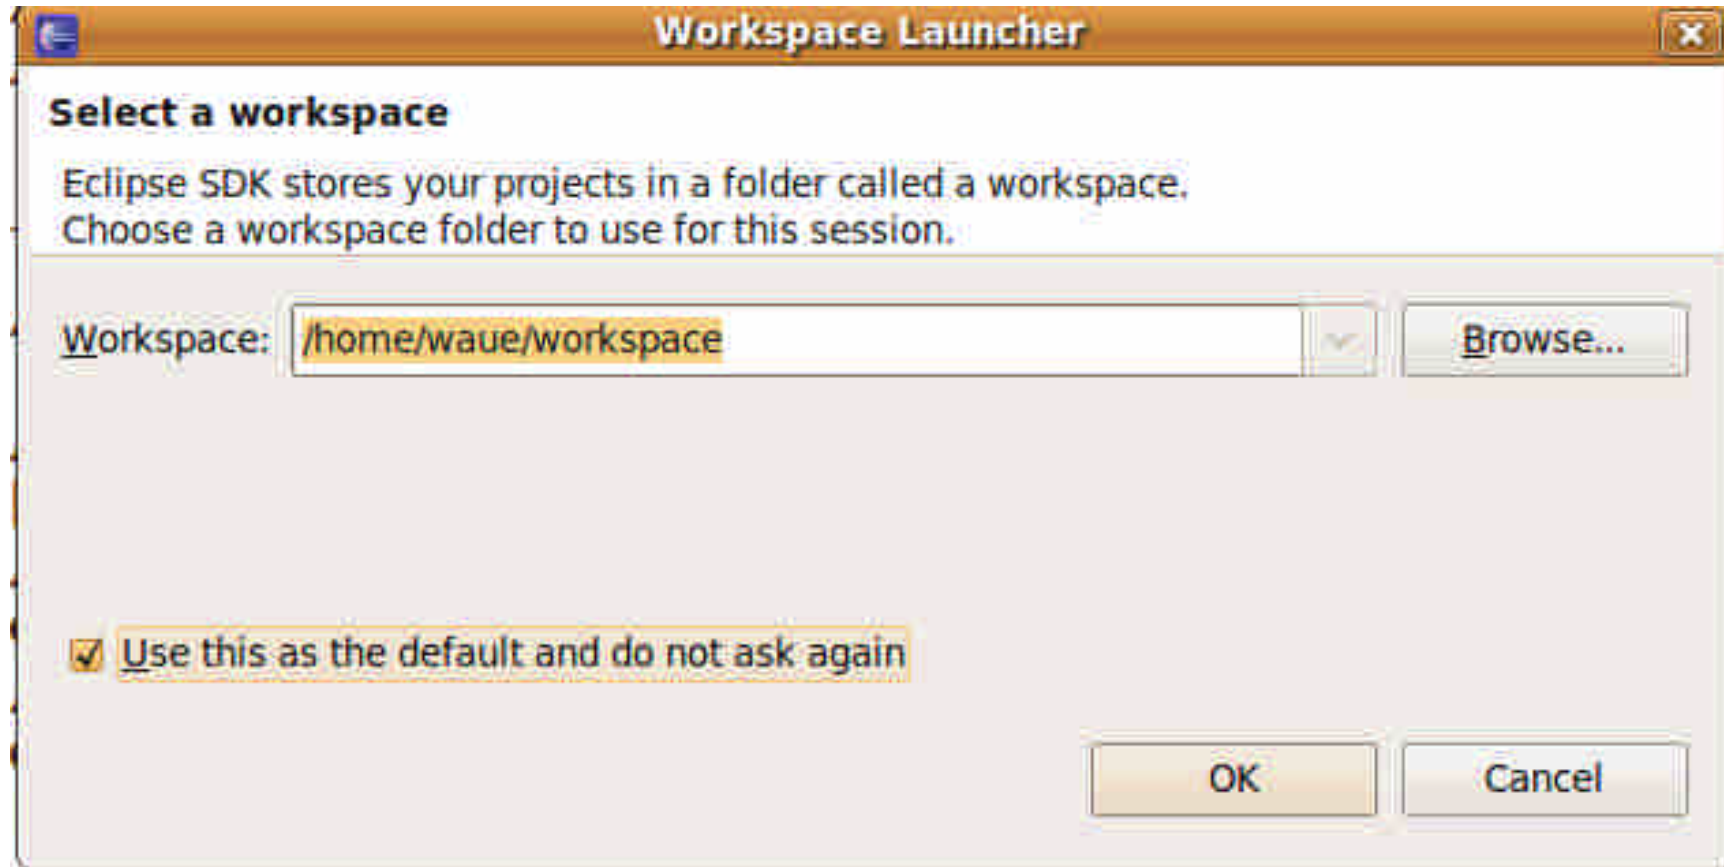 Workspace Launcher
Select a workspace
Eclipse SDK stores your projects in a folder called a workspace.
Choose a workspace folder to use for this session.
Workspace: /home/waue/workspace Browse...
Use this as the default and do not ask again
OK Cancel